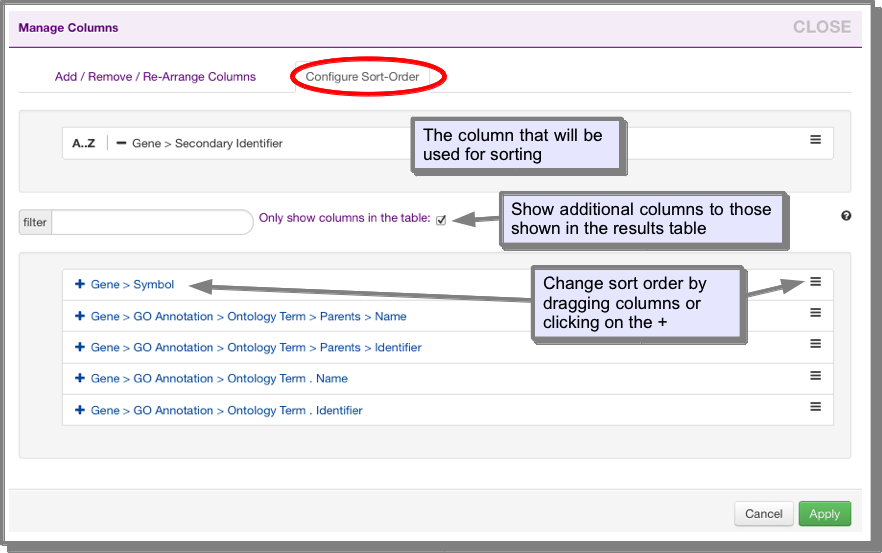 Manage Columns
CLOSE
Add / Remove / Re-Arrange Columns
Configure Sort-Order
A..Z
Gene > Secondary Identifier
The column that will be
used for sorting
filter
Only show columns in the table:
Show additional columns to those
shown in the results table
?
+ Gene > Symbol
Change sort order by
dragging columns or
clicking on the +
+ Gene > GO Annotation > Ontology Term > Parents > Name
+ Gene > GO Annotation > Ontology Term > Parents > Identifier
+ Gene > GO Annotation > Ontology Term . Name
+ Gene > GO Annotation > Ontology Term . Identifier
Cancel
Apply